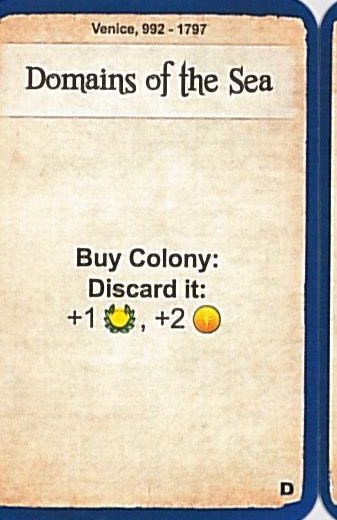 Venice, 992 - 1797
Domains of the Sea
Buy Colony:
Discard it:
+1 , +2
D